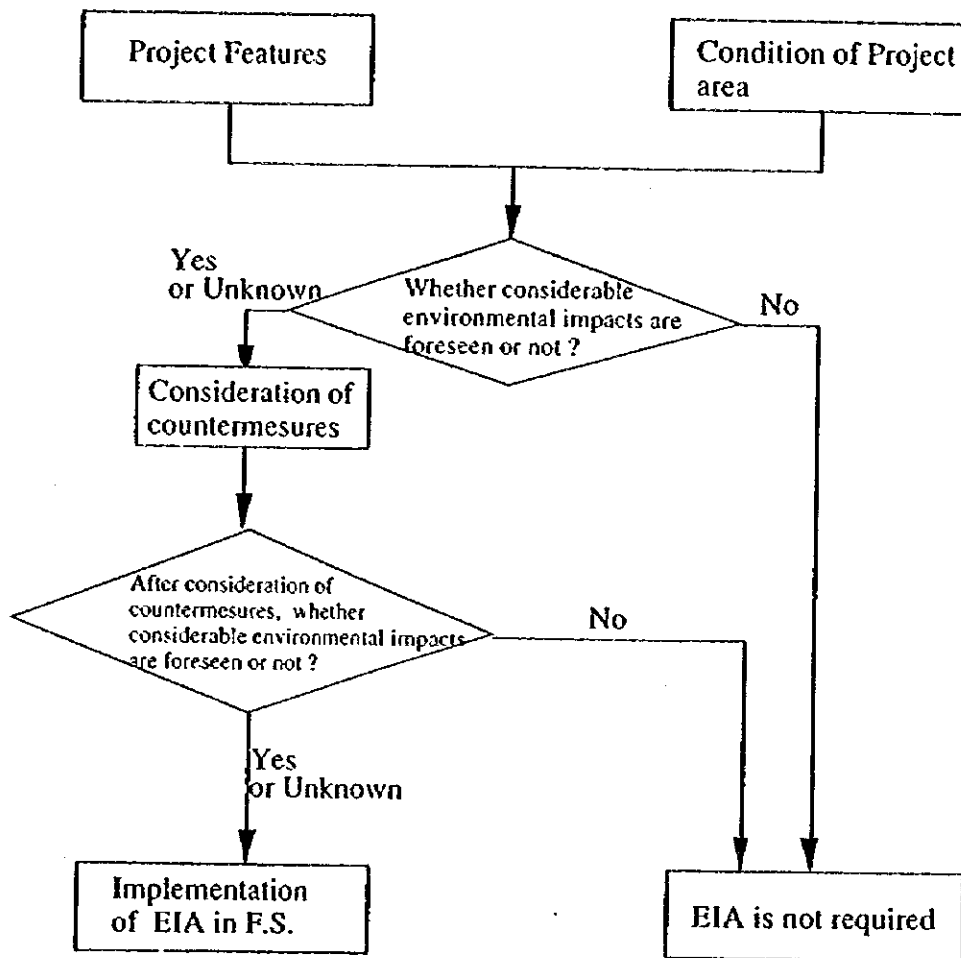 Project Features
Condition of Project
area
Yes
or Unknown
Whether considerable
environmental impacts are
foreseen or not ?
No
Consideration of
countermesures
After consideration of
countermesures, whether
considerable environmental impacts
are foreseen or not ?
No
Yes
or Unknown
Implementation
of EIA in F.S.
EIA is not required